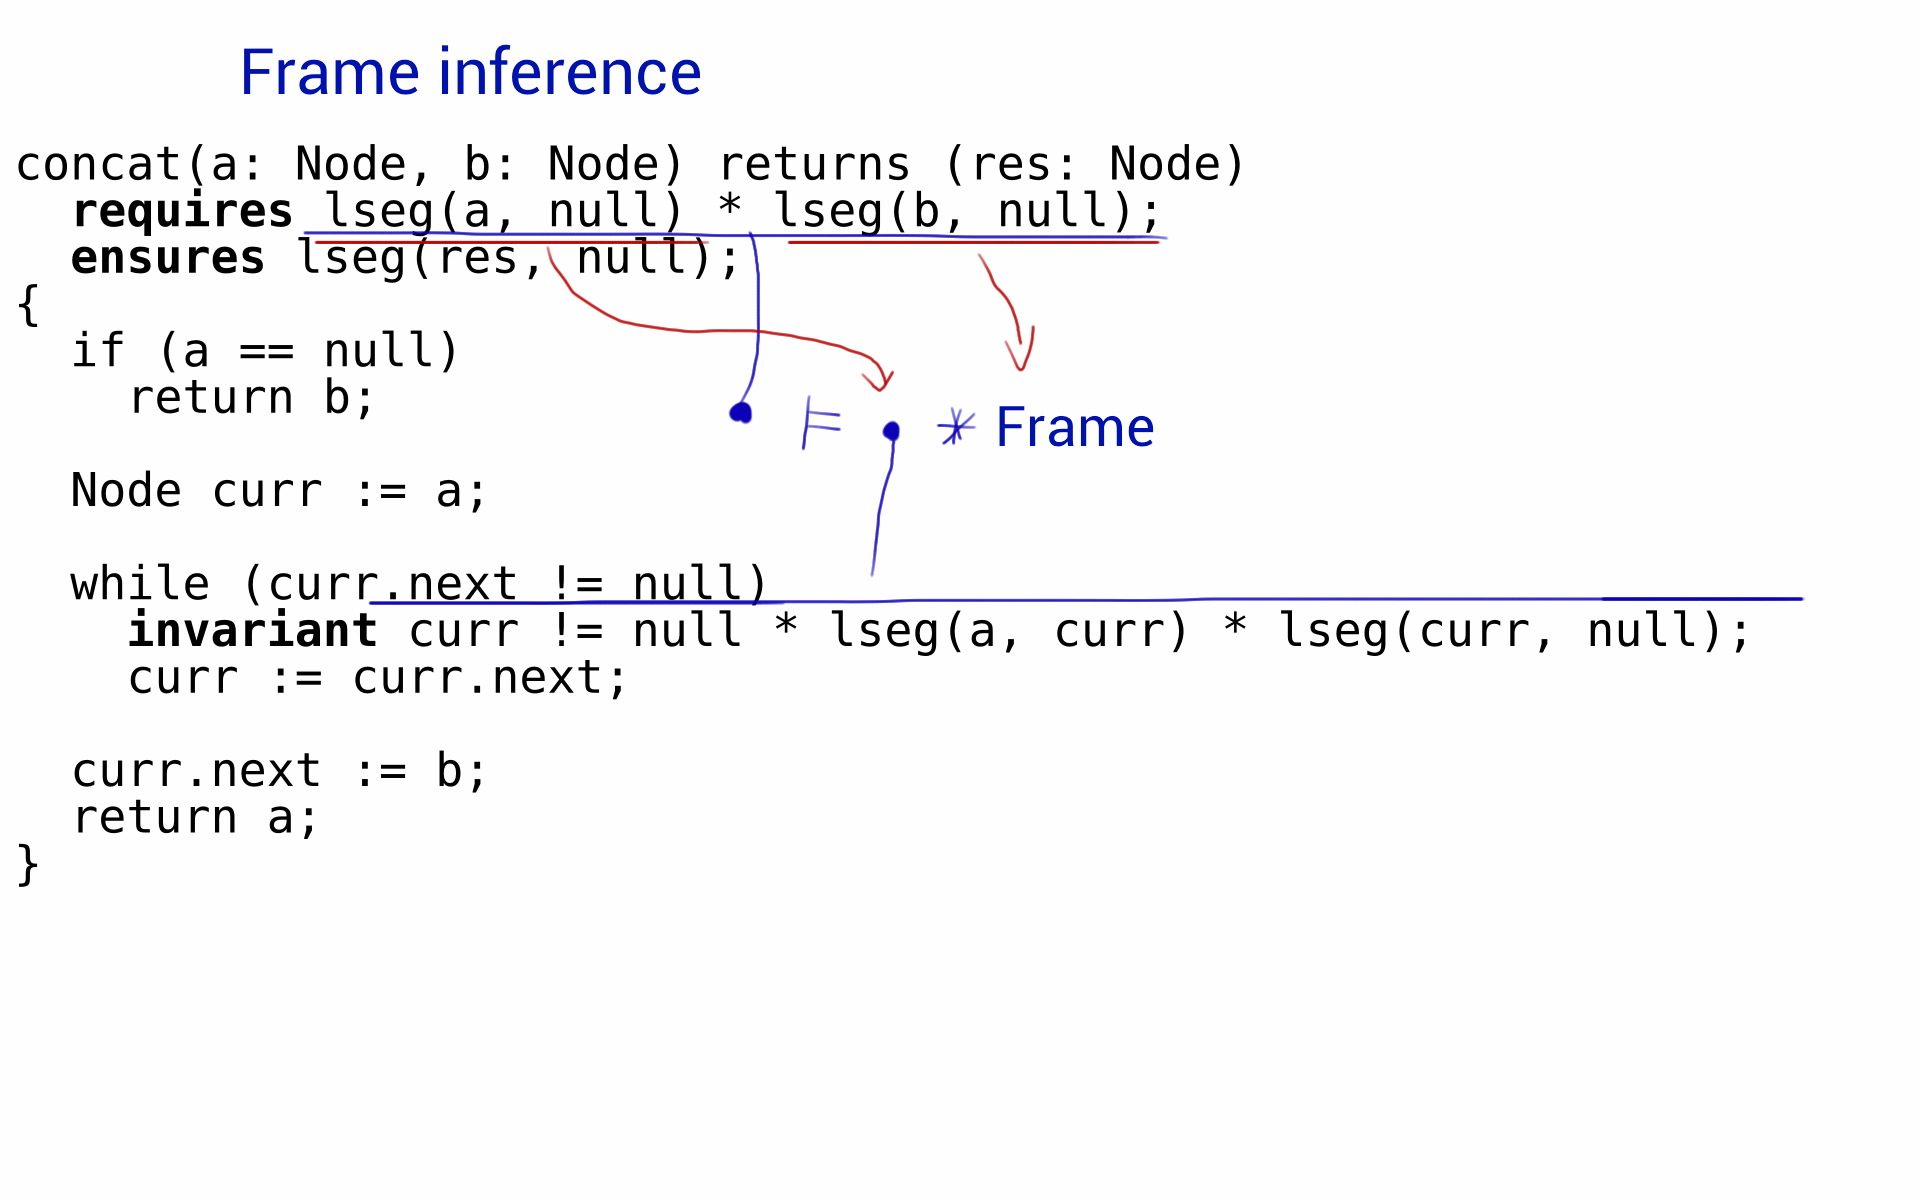 Frame inference
concat(a: Node, b: Node) returns (res: Node)
requires lseg(a, null) * lseg(b, null);
ensures lseg(res, null);
{
if (a == null)
return b;
⊨ * Frame
Node curr := a;
while (curr.next != null)
invariant curr != null * lseg(a, curr) * lseg(curr, null);
curr := curr.next;
curr.next := b;
return a;
}